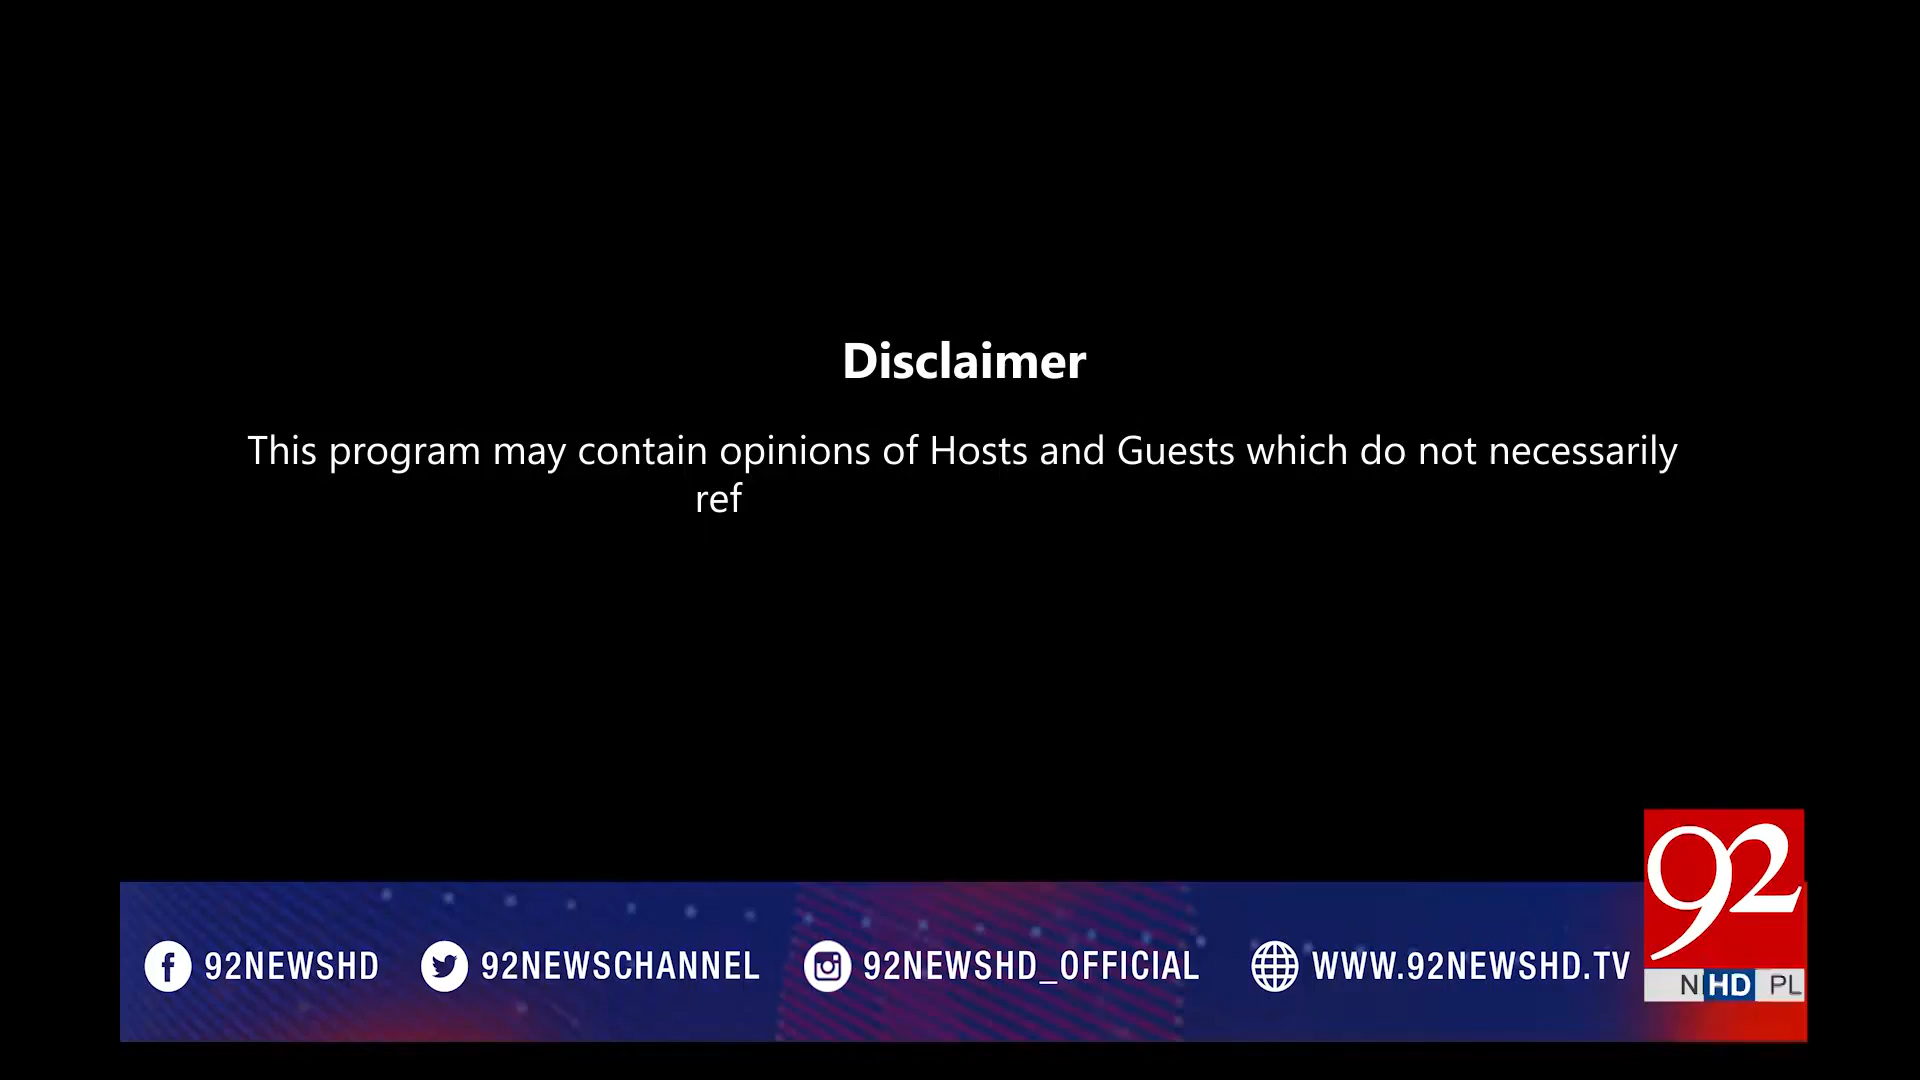 Disclaimer
This program may contain opinions of Hosts and Guests which do not necessarily
ref
92NEWSHD
92NEWSCHANNEL
92NEWSHD_OFFICIAL
WWW.92NEWSHD.TV
92
N HD PL